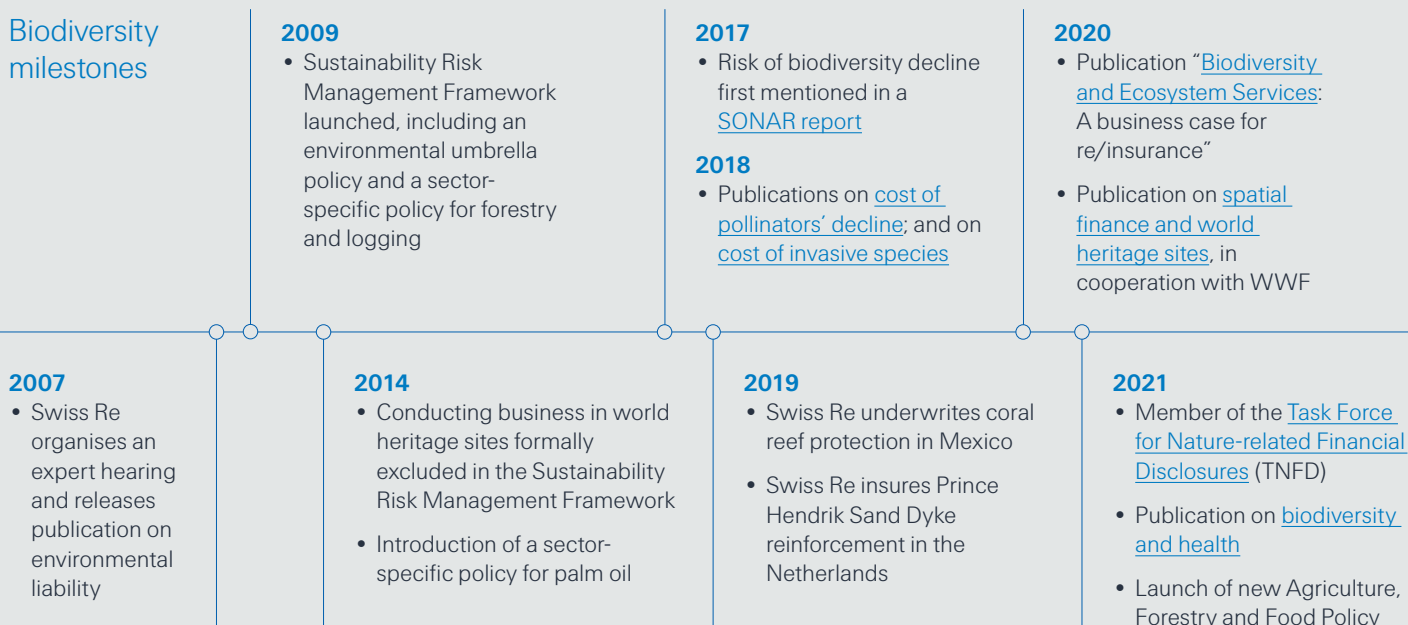 Biodiversity
milestones
2009
• Sustainability Risk
Management Framework
launched, including an
environmental umbrella
policy and a sector-
specific policy for forestry
and logging
2017
• Risk of biodiversity decline
first mentioned in a
SONAR report
2018
• Publications on cost of
pollinators’ decline; and on
cost of invasive species
2020
• Publication “Biodiversity
and Ecosystem Services:
A business case for
re/insurance”
• Publication on spatial
finance and world
heritage sites, in
cooperation with WWF
2007
• Swiss Re
organises an
expert hearing
and releases
publication on
environmental
liability
2014
• Conducting business in world
heritage sites formally
excluded in the Sustainability
Risk Management Framework
• Introduction of a sector-
specific policy for palm oil
2019
• Swiss Re underwrites coral
reef protection in Mexico
• Swiss Re insures Prince
Hendrik Sand Dyke
reinforcement in the
Netherlands
2021
• Member of the Task Force
for Nature-related Financial
Disclosures (TNFD)
• Publication on biodiversity
and health
• Launch of new Agriculture,
Forestry and Food Policy